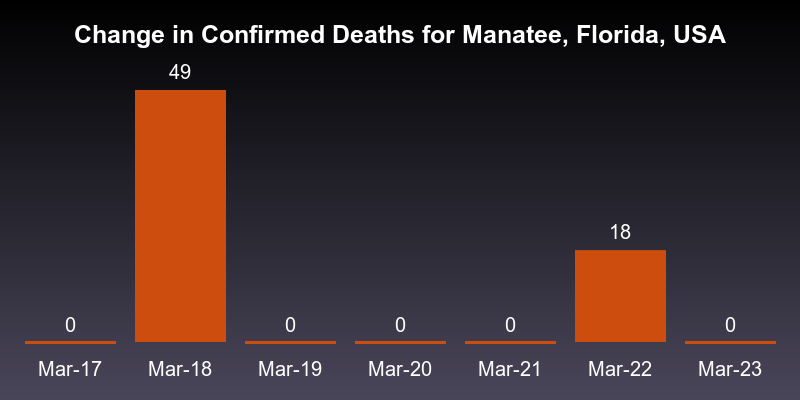 Change in Confirmed Deaths for Manatee, Florida, USA
49
18
0 0 0 0 0
Mar-17 Mar-18 Mar-19 Mar-20 Mar-21 Mar-22 Mar-23